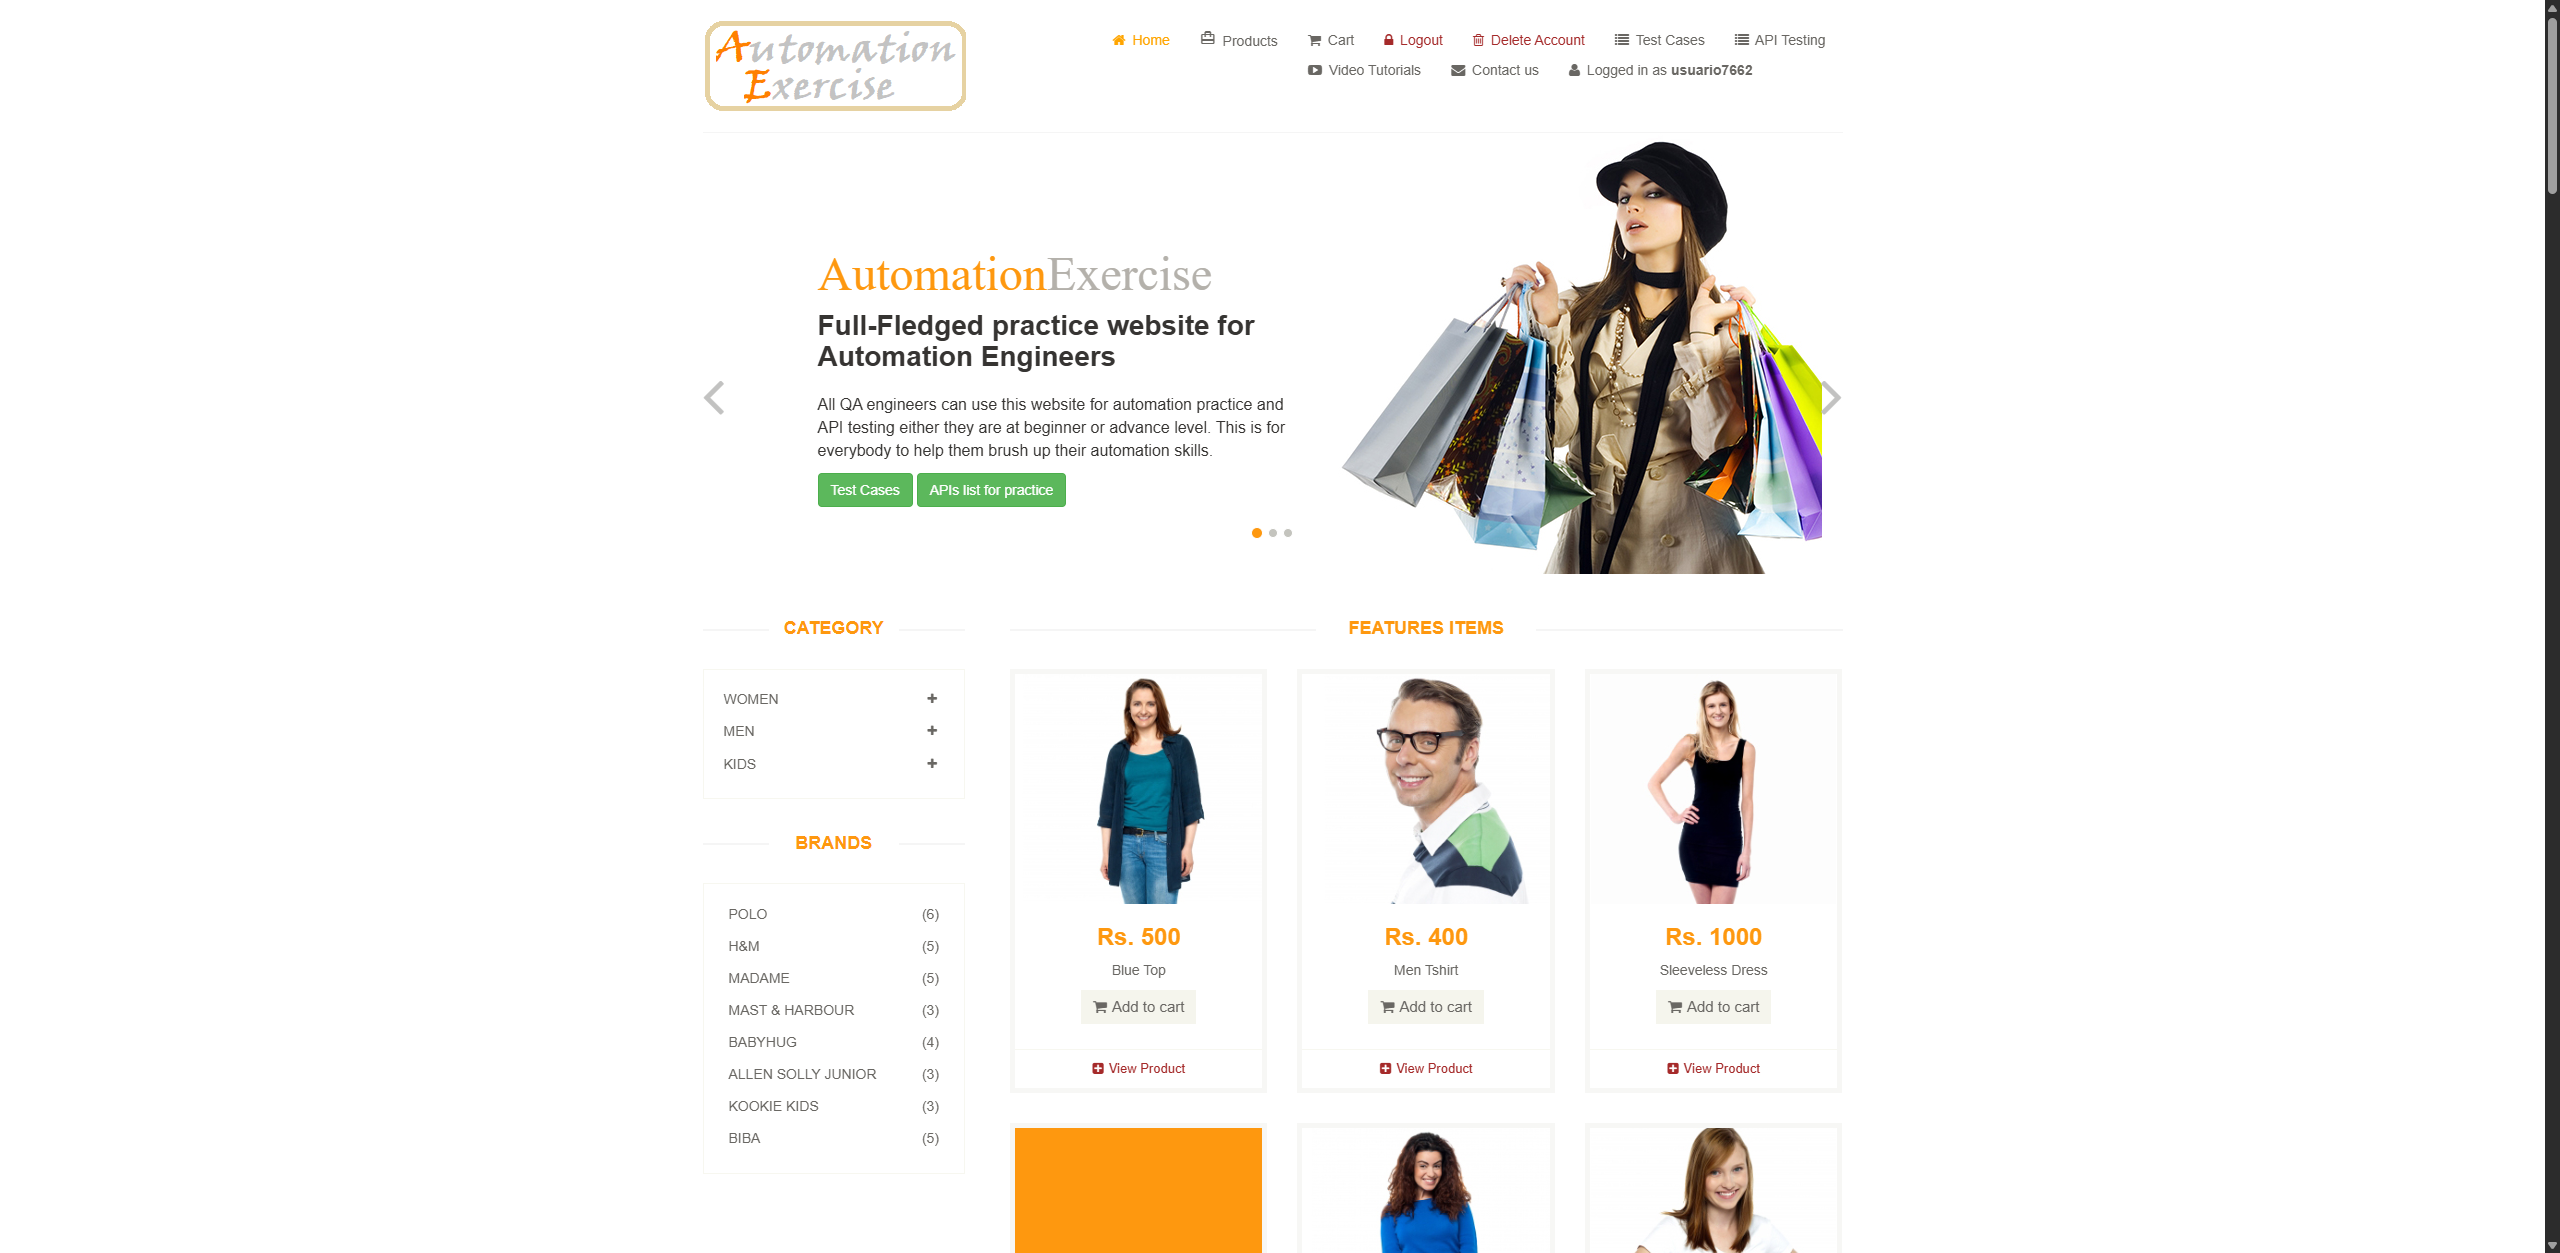 Automation
Exercise
Home Products Cart Logout Delete Account Test Cases API Testing
Video Tutorials Contact us Logged in as usuario7662
AutomationExercise
Full-Fledged practice website for
Automation Engineers
All QA engineers can use this website for automation practice and
API testing either they are at beginner or advance level. This is for
everybody to help them brush up their automation skills.
Test Cases APIs list for practice
CATEGORY
WOMEN
MEN
KIDS
BRANDS
POLO (6)
H&M (5)
MADAME (5)
MAST & HARBOUR (3)
BABYHUG (4)
ALLEN SOLLY JUNIOR (3)
KOOKIE KIDS (3)
BIBA (5)
FEATURES ITEMS
Rs. 500
Blue Top
Add to cart
View Product
Rs. 400
Men Tshirt
Add to cart
View Product
Rs. 1000
Sleeveless Dress
Add to cart
View Product